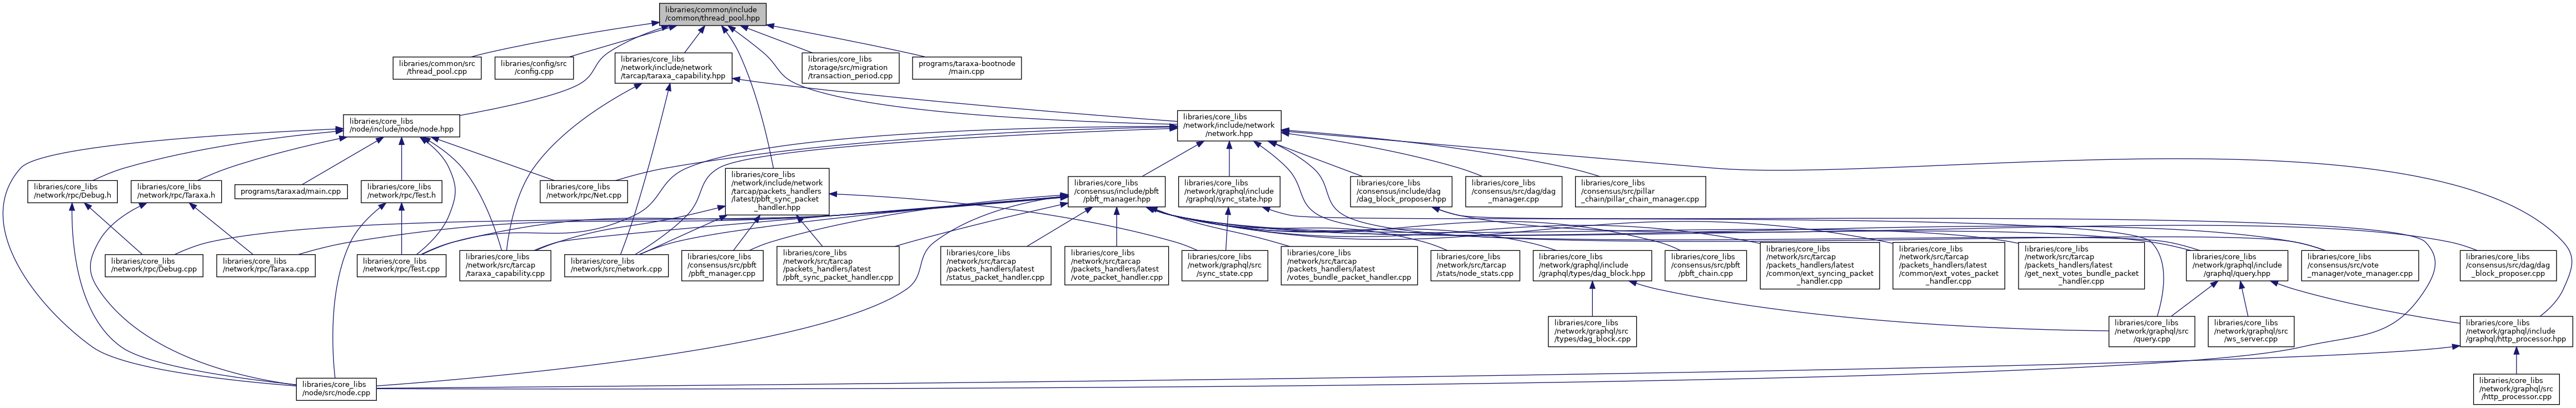 libraries/common/include
/common/thread_pool.hpp
libraries/common/src
/thread_pool.cpp
libraries/config/src
/config.cpp
libraries/core_libs
/network/include/network
/tarcap/taraxa_capability.hpp
libraries/core_libs
/storage/src/migration
/transaction_period.cpp
programs/taraxa-bootnode
/main.cpp
libraries/core_libs
/node/include/node/node.hpp
libraries/core_libs
/network/include/network
/network.hpp
libraries/core_libs
/network/rpc/Debug.h
libraries/core_libs
/network/rpc/Taraxa.h
programs/taraxad/main.cpp
libraries/core_libs
/network/rpc/Test.h
libraries/core_libs
/network/rpc/Net.cpp
libraries/core_libs
/network/include/network
/tarcap/packets_handlers
/latest/pbft_sync_packet
_handler.hpp
libraries/core_libs
/consensus/include/pbft
/pbft_manager.hpp
libraries/core_libs
/network/graphql/include
/graphql/sync_state.hpp
libraries/core_libs
/consensus/include/dag
/dag_block_proposer.hpp
libraries/core_libs
/consensus/src/dag/dag
_manager.cpp
libraries/core_libs
/consensus/src/pillar
_chain/pillar_chain_manager.cpp
libraries/core_libs
/network/rpc/Debug.cpp
libraries/core_libs
/network/rpc/Taraxa.cpp
libraries/core_libs
/network/rpc/Test.cpp
libraries/core_libs
/network/src/tarcap
/taraxa_capability.cpp
libraries/core_libs
/network/src/network.cpp
libraries/core_libs
/consensus/src/pbft
/pbft_manager.cpp
libraries/core_libs
/network/src/tarcap
/packets_handlers/latest
/pbft_sync_packet_handler.cpp
libraries/core_libs
/network/src/tarcap
/packets_handlers/latest
/status_packet_handler.cpp
libraries/core_libs
/network/src/tarcap
/packets_handlers/latest
/vote_packet_handler.cpp
libraries/core_libs
/network/graphql/src
/sync_state.cpp
libraries/core_libs
/network/src/tarcap
/packets_handlers/latest
/votes_bundle_packet_handler.cpp
libraries/core_libs
/network/src/tarcap
/stats/node_stats.cpp
libraries/core_libs
/network/graphql/include
/graphql/types/dag_block.hpp
libraries/core_libs
/consensus/src/pbft
/pbft_chain.cpp
libraries/core_libs
/network/src/tarcap
/packets_handlers/latest
/common/ext_syncing_packet
_handler.cpp
libraries/core_libs
/network/src/tarcap
/packets_handlers/latest
/common/ext_votes_packet
_handler.cpp
libraries/core_libs
/network/src/tarcap
/packets_handlers/latest
/get_next_votes_bundle_packet
_handler.cpp
libraries/core_libs
/network/graphql/include
/graphql/query.hpp
libraries/core_libs
/consensus/src/vote
_manager/vote_manager.cpp
libraries/core_libs
/consensus/src/dag/dag
_block_proposer.cpp
libraries/core_libs
/network/graphql/src
/types/dag_block.cpp
libraries/core_libs
/network/graphql/src
/query.cpp
libraries/core_libs
/network/graphql/src
/ws_server.cpp
libraries/core_libs
/network/graphql/include
/graphql/http_processor.hpp
libraries/core_libs
/node/src/node.cpp
libraries/core_libs
/network/graphql/src
/http_processor.cpp